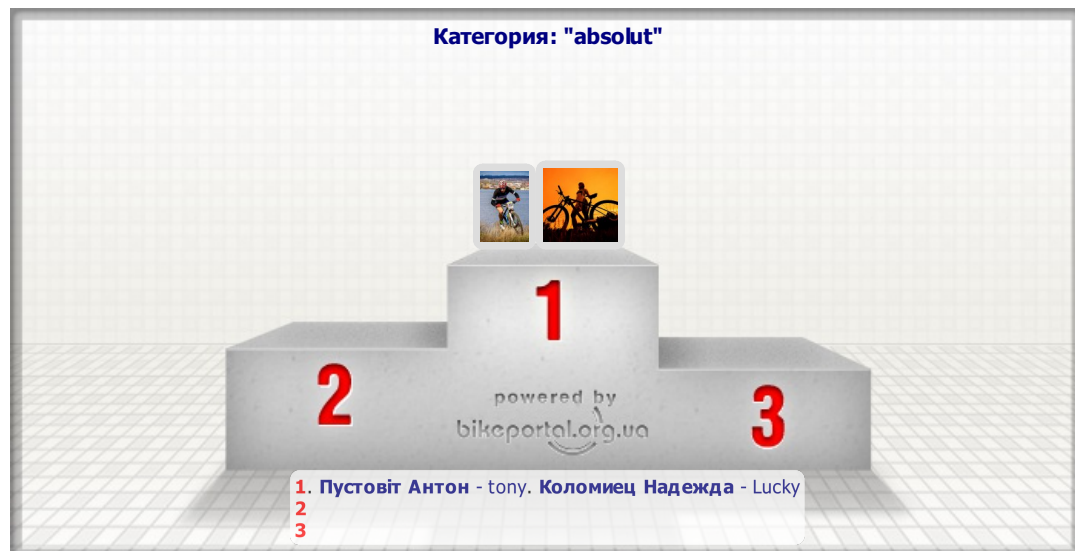 Категория: "absolut"
1
2
3
powered by
bikeportal.org.ua
1. Пустовіт Антон - tony. Коломиец Надежда - Lucky
2
3